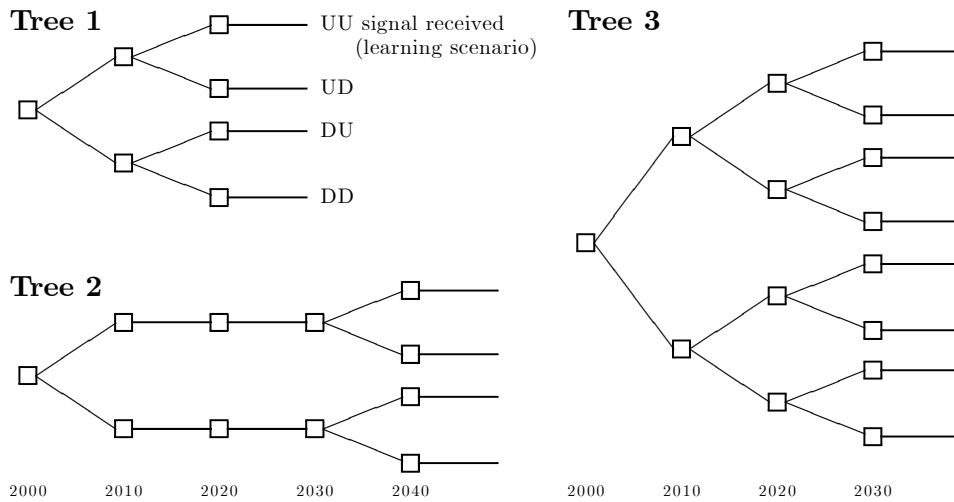 Tree 1
UU signal received
(learning scenario)
UD
DU
DD
Tree 2
2000 2010 2020 2030 2040
Tree 3
2000 2010 2020 2030